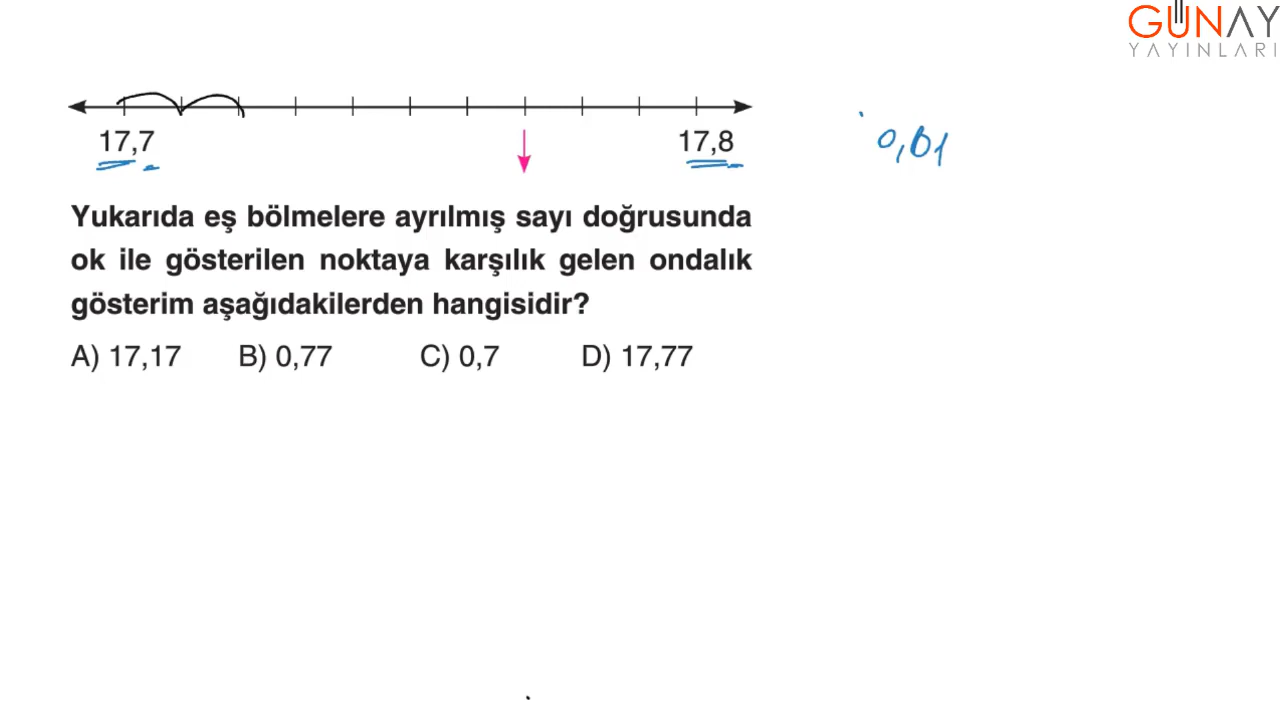 GÜNAY
YAYINLARI
17,7
17,8
0,01
Yukarıda eş bölmelere ayrılmış sayı doğrusunda
ok ile gösterilen noktaya karşılık gelen ondalık
gösterim aşağıdakilerden hangisidir?
A) 17,17 B) 0,77 C) 0,7 D) 17,77